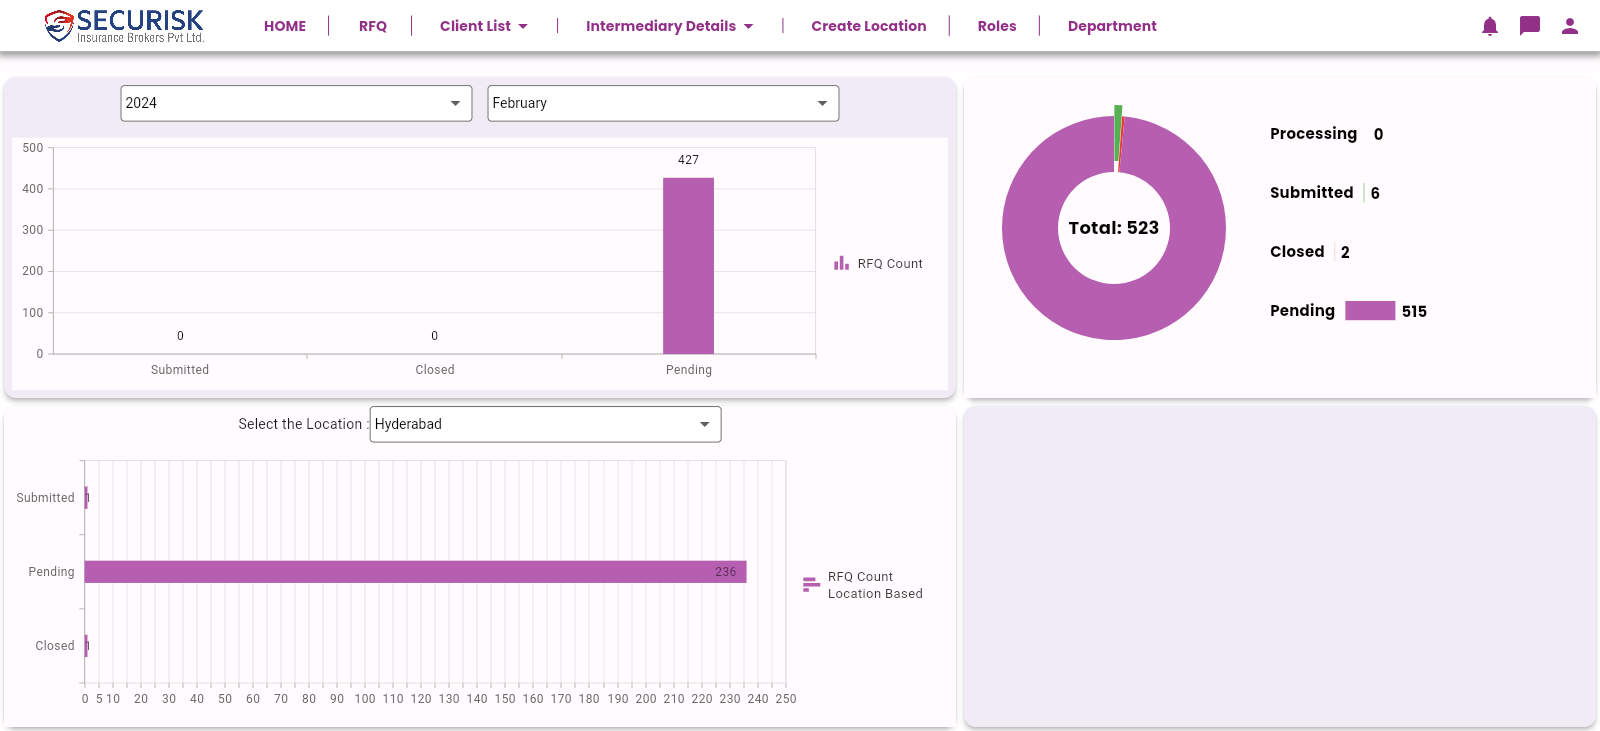 SECURISK
Insurance Brokers Pvt Ltd.
HOME RFQ Client List Intermediary Details Create Location Roles Department
2024 February
500
400
300
200
100
0
427
0 0
Submitted Closed Pending
RFQ Count
Total: 523
Processing 0
Submitted 6
Closed 2
Pending 515
Select the Location : Hyderabad
Submitted 1
Pending 236
Closed 1
0 5 10 20 30 40 50 60 70 80 90 100 110 120 130 140 150 160 170 180 190 200 210 220 230 240 250
RFQ Count
Location Based